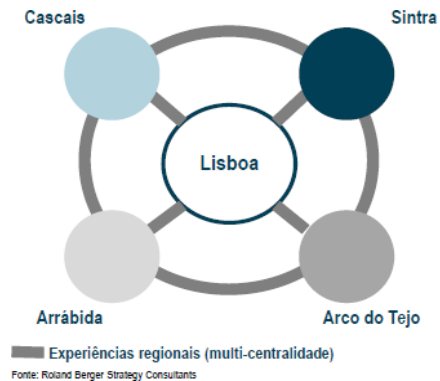 Cascais
Sintra
Lisboa
Arrábida
Arco do Tejo
Experiências regionais (multi-centralidade)
Fonte: Roland Berger Strategy Consultants